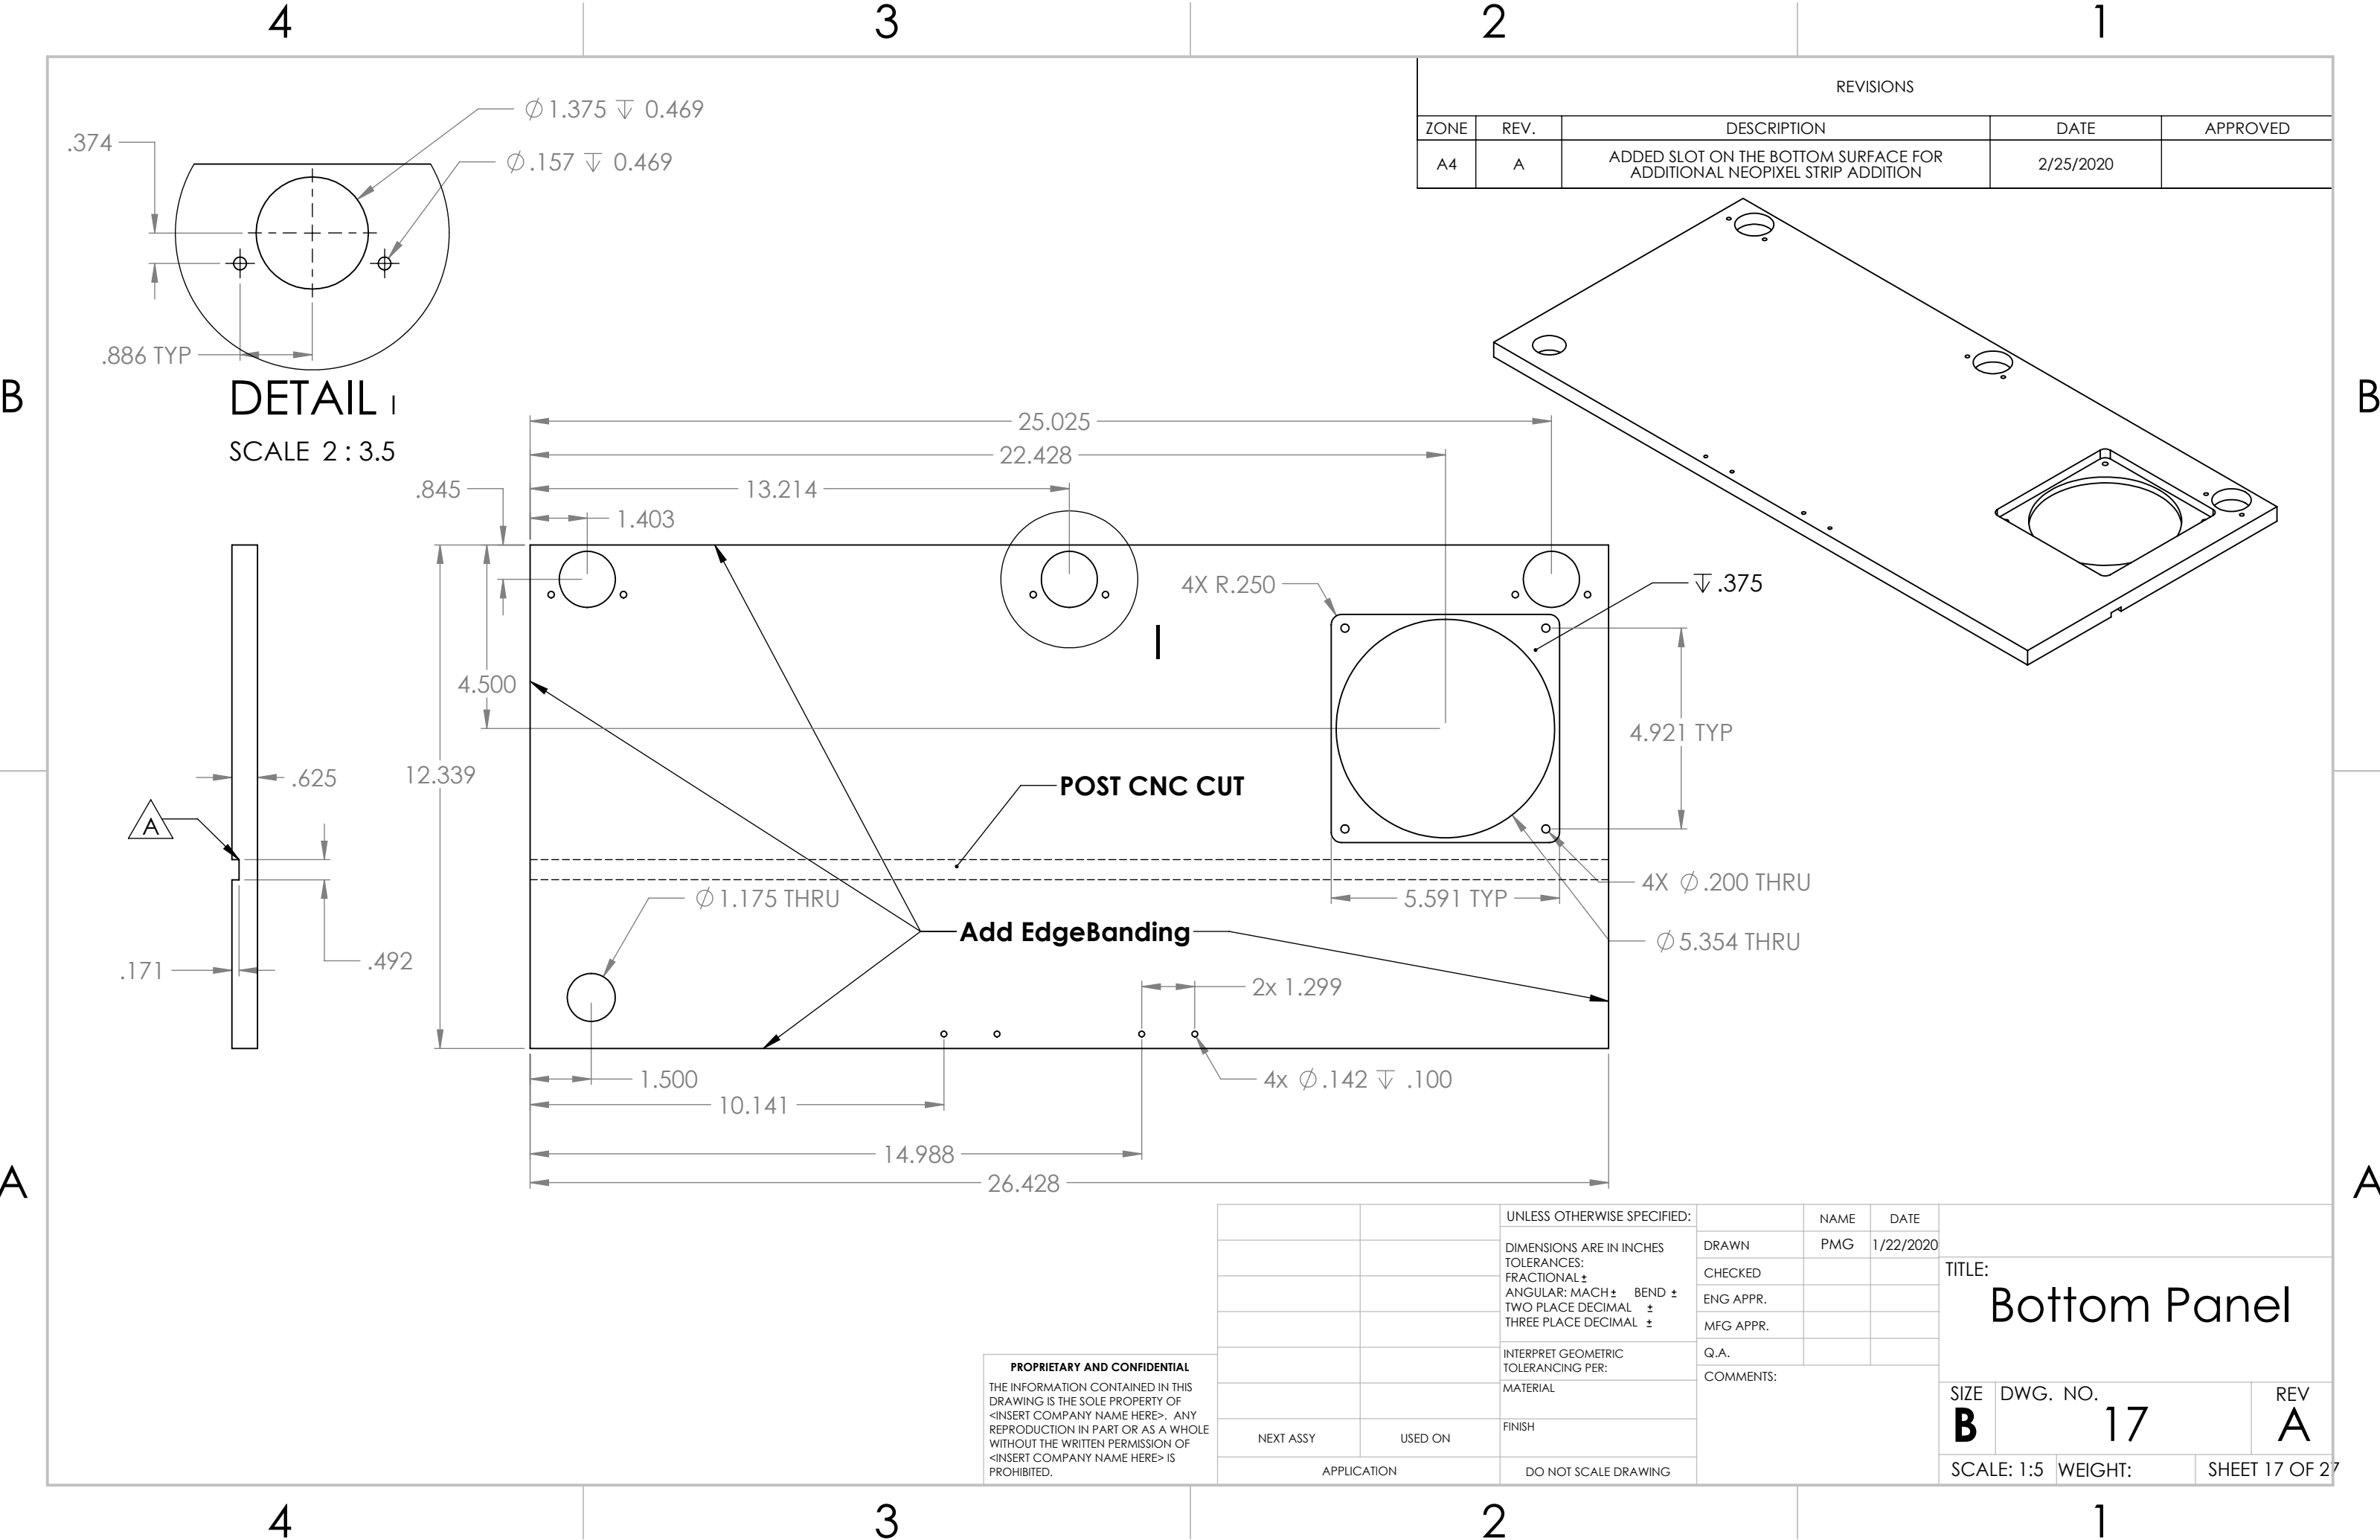 4 3 2 1
REVISIONS
ZONE REV. DESCRIPTION DATE APPROVED
A4 A ADDED SLOT ON THE BOTTOM SURFACE FOR ADDITIONAL NEOPIXEL STRIP ADDITION 2/25/2020
∅1.375 ↧ 0.469
.374
∅.157 ↧ 0.469
.886 TYP
DETAIL I
SCALE 2 : 3.5
B B
25.025
22.428
13.214
.845
1.403
4X R.250
↧.375
I
4.500
4.921 TYP
12.339
.625
POST CNC CUT
A
∅1.175 THRU
4X ∅.200 THRU
5.591 TYP
Add EdgeBanding
∅5.354 THRU
.492
.171
2x 1.299
1.500
4x ∅.142 ↧ .100
10.141
14.988
26.428
A A
UNLESS OTHERWISE SPECIFIED:
DIMENSIONS ARE IN INCHES
TOLERANCES:
FRACTIONAL ±
ANGULAR: MACH ± BEND ±
TWO PLACE DECIMAL ±
THREE PLACE DECIMAL ±
INTERPRET GEOMETRIC
TOLERANCING PER:
MATERIAL
FINISH
DO NOT SCALE DRAWING
NAME DATE
DRAWN PMG 1/22/2020
CHECKED
ENG APPR.
MFG APPR.
Q.A.
COMMENTS:
TITLE:
Bottom Panel
SIZE DWG. NO. REV
B 17 A
SCALE: 1:5 WEIGHT: SHEET 17 OF 27
PROPRIETARY AND CONFIDENTIAL
THE INFORMATION CONTAINED IN THIS
DRAWING IS THE SOLE PROPERTY OF
<INSERT COMPANY NAME HERE>. ANY
REPRODUCTION IN PART OR AS A WHOLE
WITHOUT THE WRITTEN PERMISSION OF
<INSERT COMPANY NAME HERE> IS
PROHIBITED.
NEXT ASSY USED ON
APPLICATION
4 3 2 1